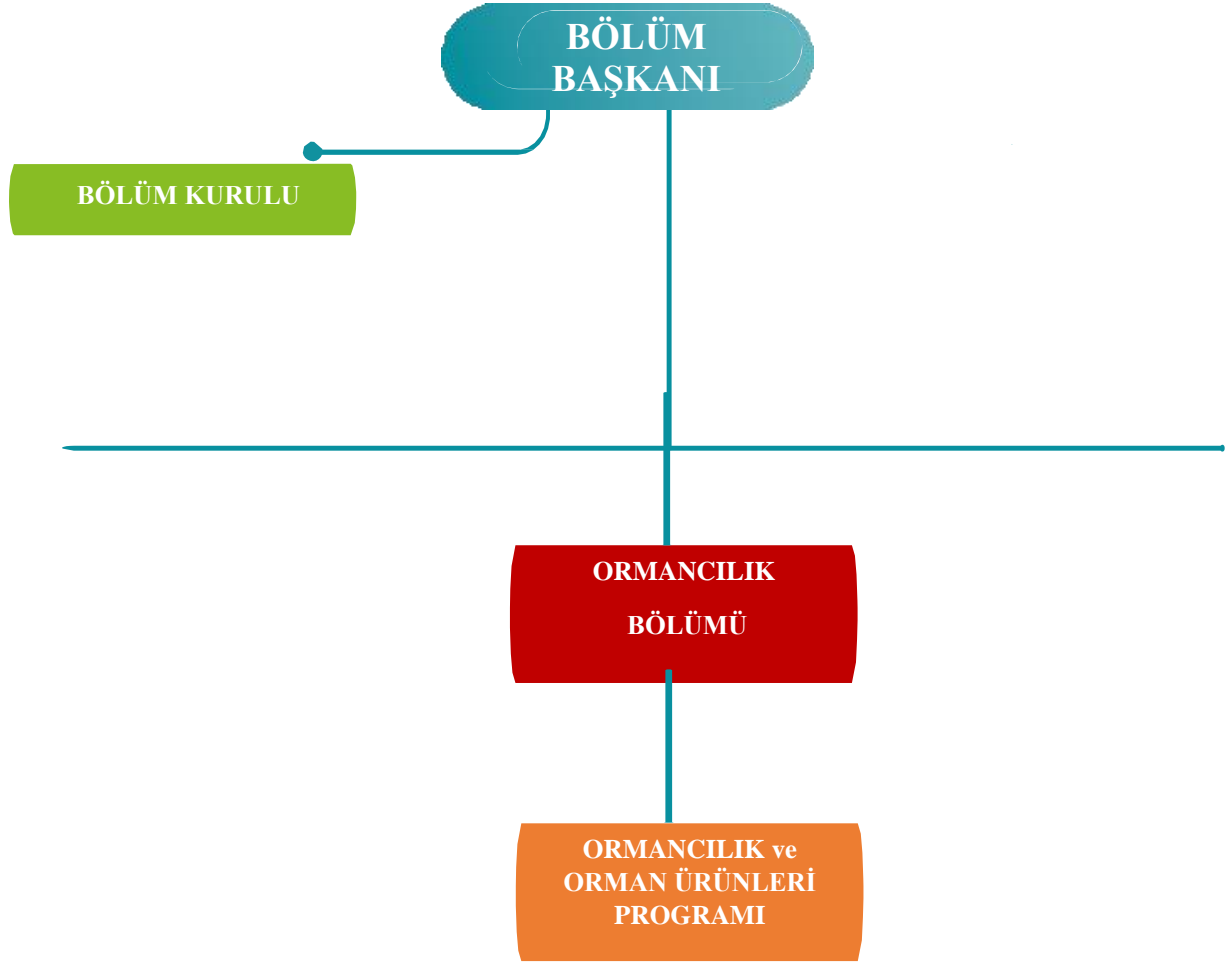 BÖLÜM
BAŞKANI
BÖLÜM KURULU
ORMANCILIK
BÖLÜMÜ
ORMANCILIK ve
ORMAN ÜRÜNLERİ
PROGRAMI